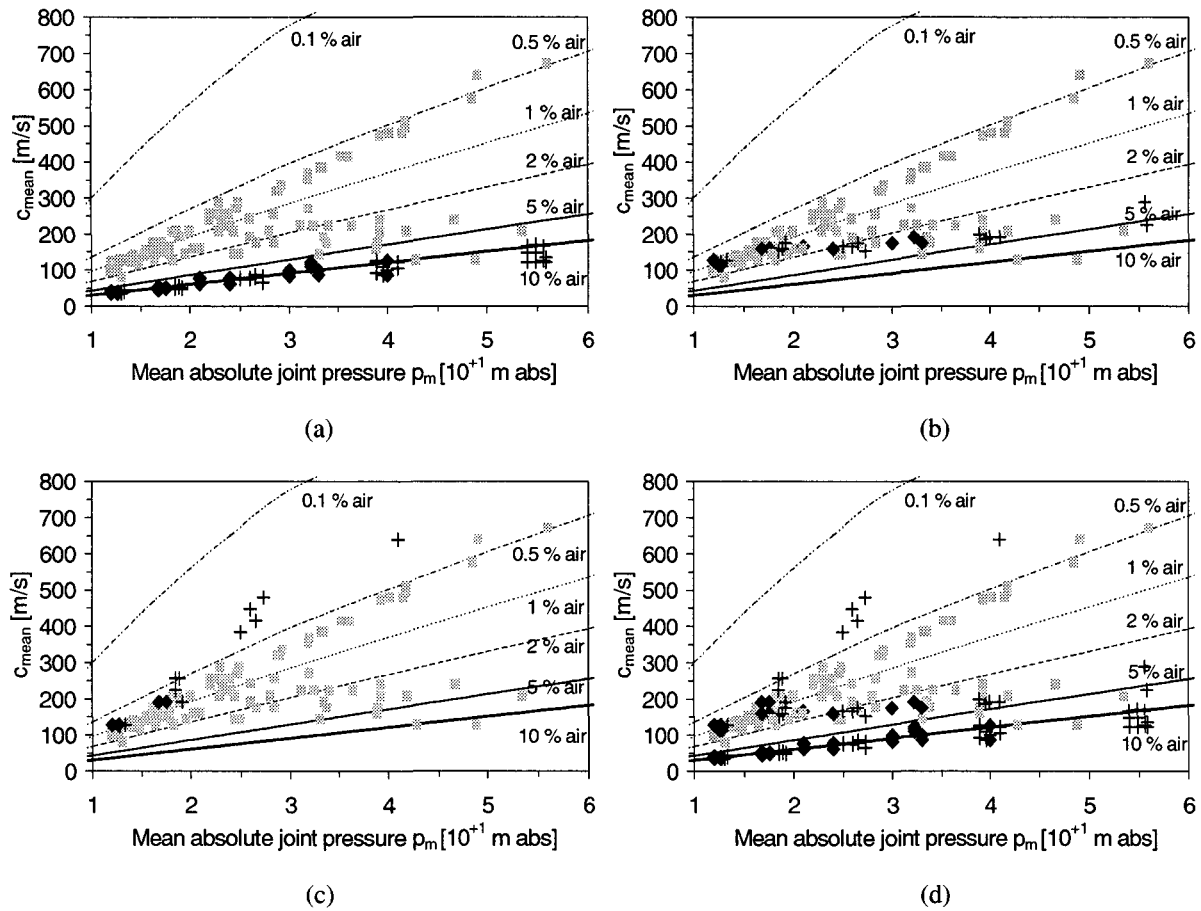 800
700
600
500
400
300
200
100
0
c_mean [m/s]
0.1 % air
0.5 % air
1 % air
2 % air
5 % air
10 % air
1 2 3 4 5 6
Mean absolute joint pressure p_m [10^+1 m abs]
(a)
800
700
600
500
400
300
200
100
0
c_mean [m/s]
0.1 % air
0.5 % air
1 % air
2 % air
5 % air
10 % air
1 2 3 4 5 6
Mean absolute joint pressure p_m [10^+1 m abs]
(b)
800
700
600
500
400
300
200
100
0
c_mean [m/s]
0.1 % air
0.5 % air
1 % air
2 % air
5 % air
10 % air
1 2 3 4 5 6
Mean absolute joint pressure p_m [10^+1 m abs]
(c)
800
700
600
500
400
300
200
100
0
c_mean [m/s]
0.1 % air
0.5 % air
1 % air
2 % air
5 % air
10 % air
1 2 3 4 5 6
Mean absolute joint pressure p_m [10^+1 m abs]
(d)